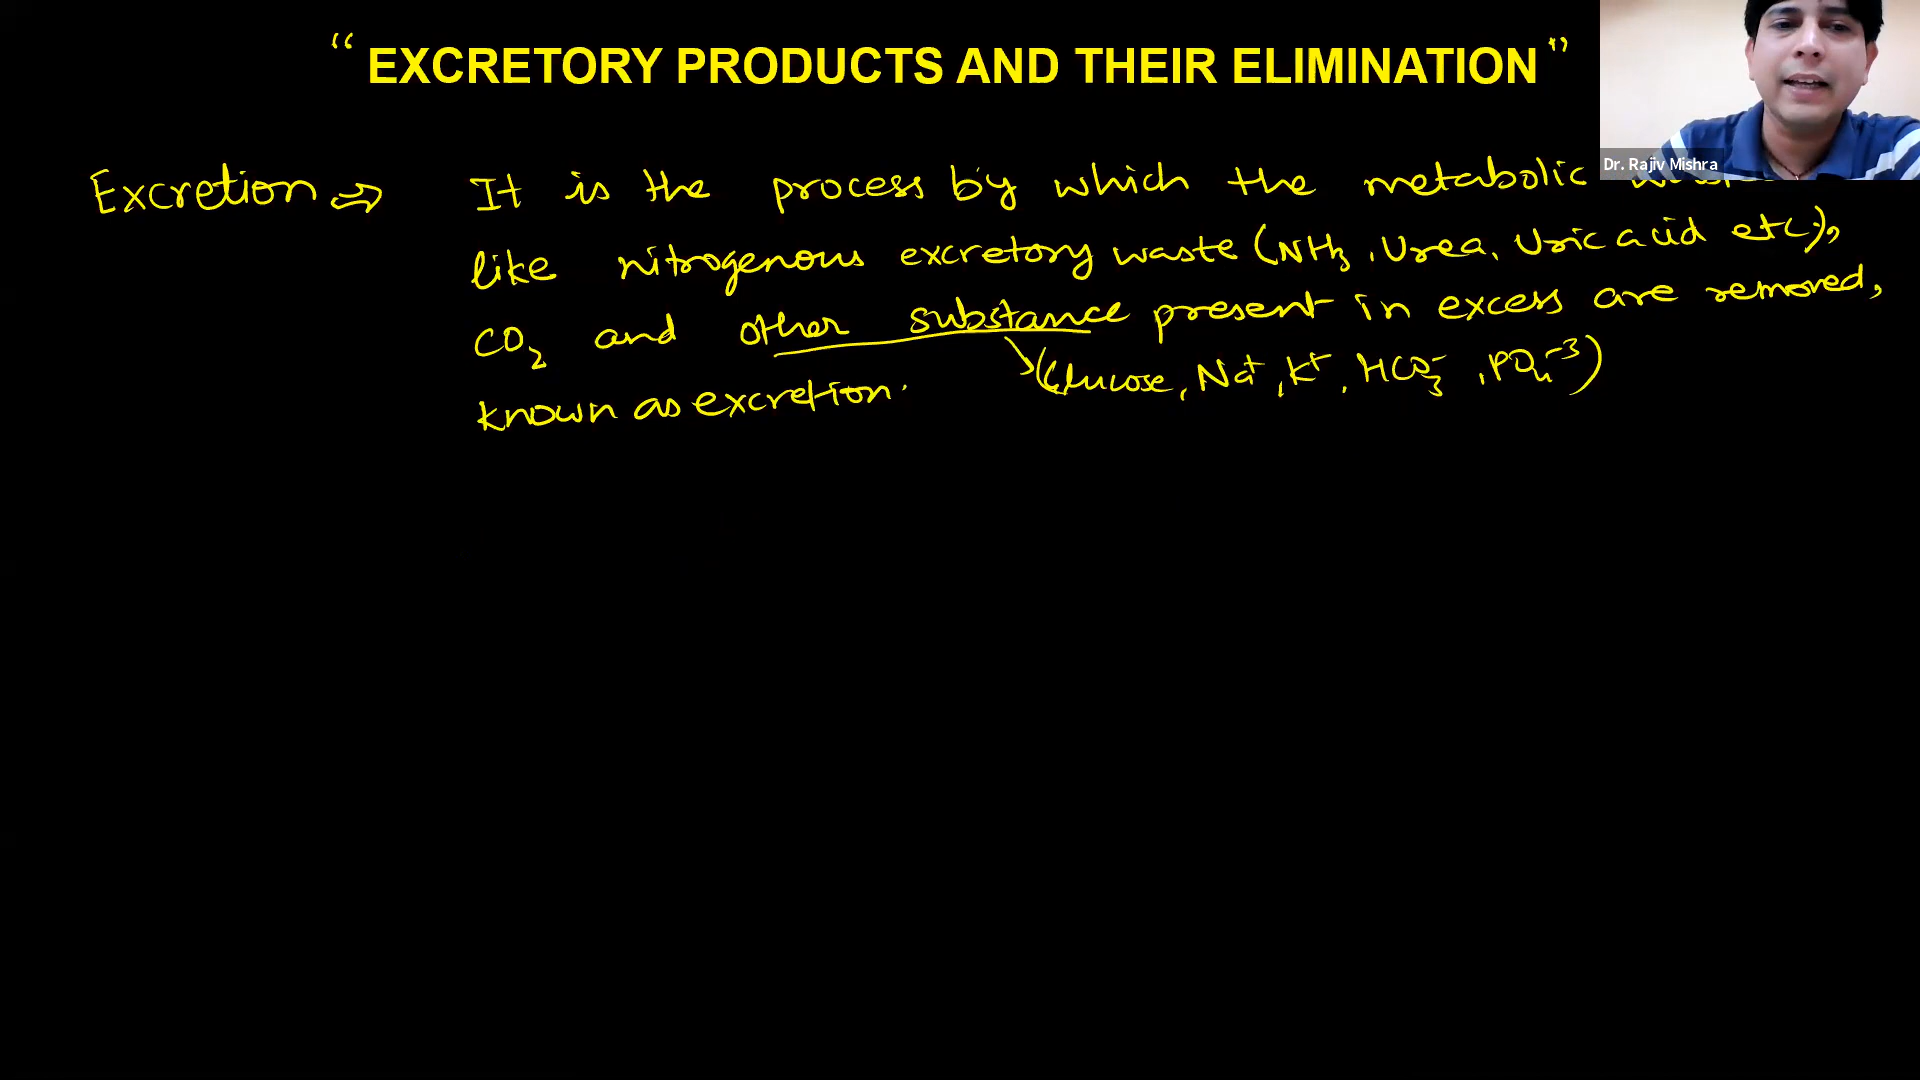 “ EXCRETORY PRODUCTS AND THEIR ELIMINATION ”
Dr. Rajiv Mishra
Excretion ⇒ It is the process by which the metabolic
like nitrogenous excretory waste (NH3, Urea, Uric acid etc),
CO2 and other substance present in excess are removed,
(Glucose, Na+, K+, HCO3-, PO4-3)
known as excretion.